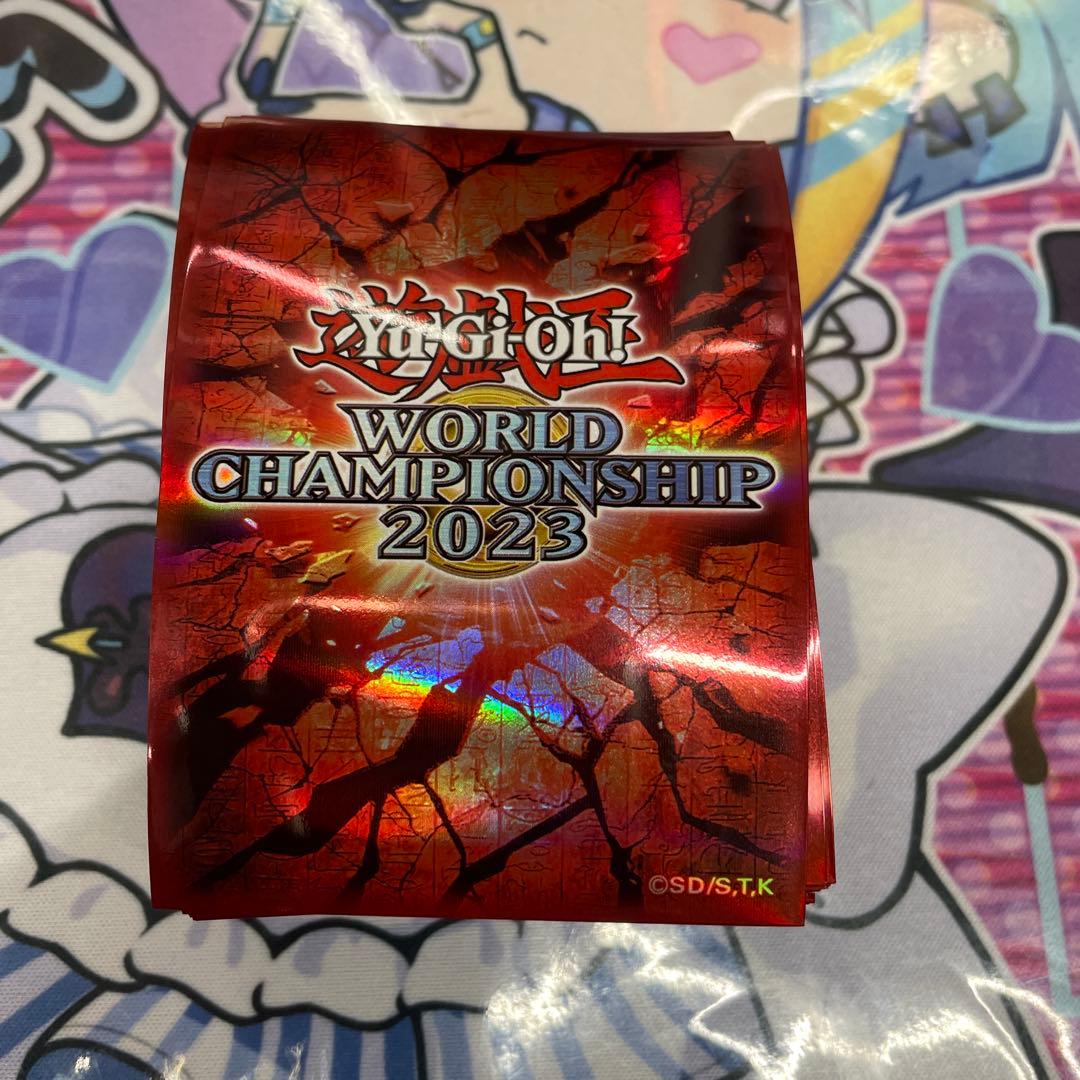 遊戯王
Yu-Gi-Oh!
WORLD
CHAMPIONSHIP
2023
©SD/S,T,K